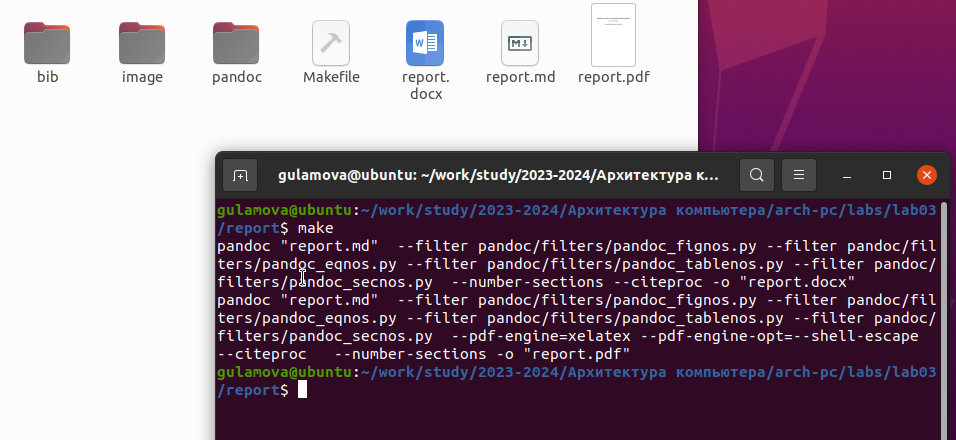 bib
image
pandoc
Makefile
report.
docx
report.md
report.pdf
gulamova@ubuntu: ~/work/study/2023-2024/Архитектура к...
gulamova@ubuntu:~/work/study/2023-2024/Архитектура компьютера/arch-pc/labs/lab03
/report$ make
pandoc "report.md"  --filter pandoc/filters/pandoc_fignos.py --filter pandoc/fil
ters/pandoc_eqnos.py --filter pandoc/filters/pandoc_tablenos.py --filter pandoc/
filters/pandoc_secnos.py  --number-sections --citeproc -o "report.docx"
pandoc "report.md"  --filter pandoc/filters/pandoc_fignos.py --filter pandoc/fil
ters/pandoc_eqnos.py --filter pandoc/filters/pandoc_tablenos.py --filter pandoc/
filters/pandoc_secnos.py  --pdf-engine=xelatex --pdf-engine-opt=--shell-escape
--citeproc   --number-sections -o "report.pdf"
gulamova@ubuntu:~/work/study/2023-2024/Архитектура компьютера/arch-pc/labs/lab03
/report$